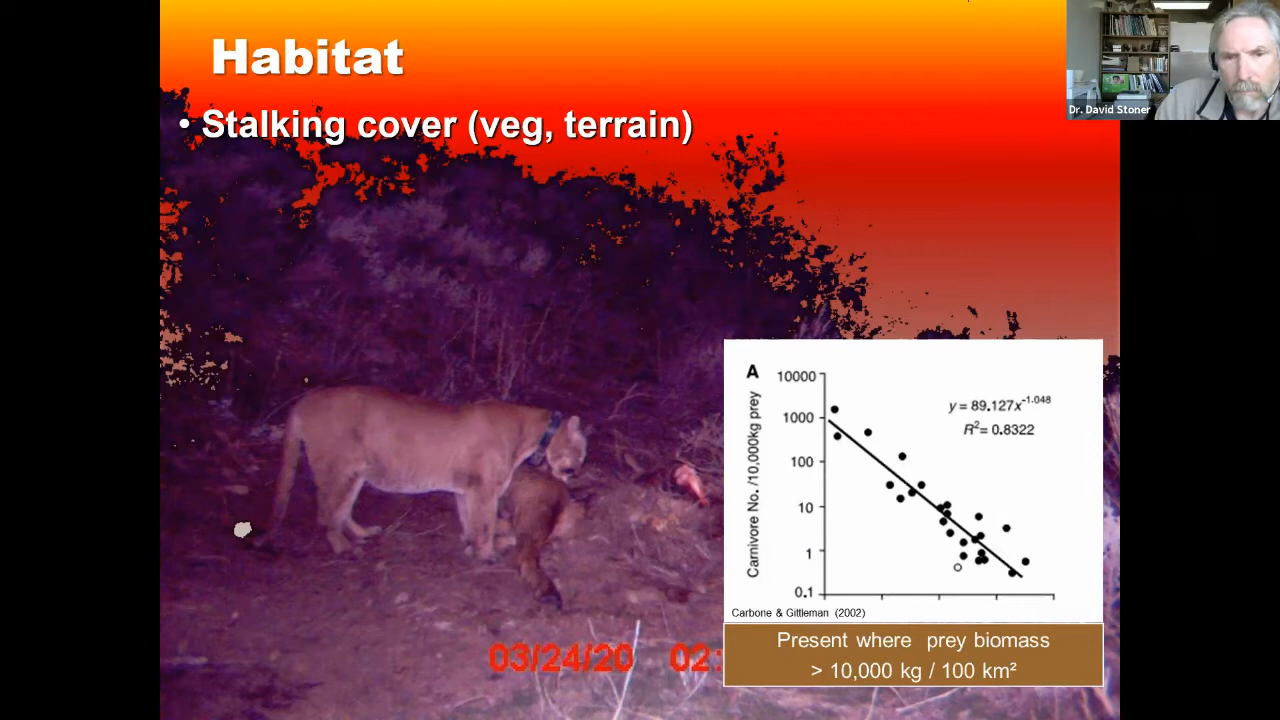 Habitat
• Stalking cover (veg, terrain)
Dr. David Stoner
A
Carnivore No. /10,000kg prey
10000
1000
100
10
1
0.1
y = 89.127x^-1.048
R²= 0.8322
Carbone & Gittleman (2002)
Present where prey biomass
> 10,000 kg / 100 km²
03/24/20 02: